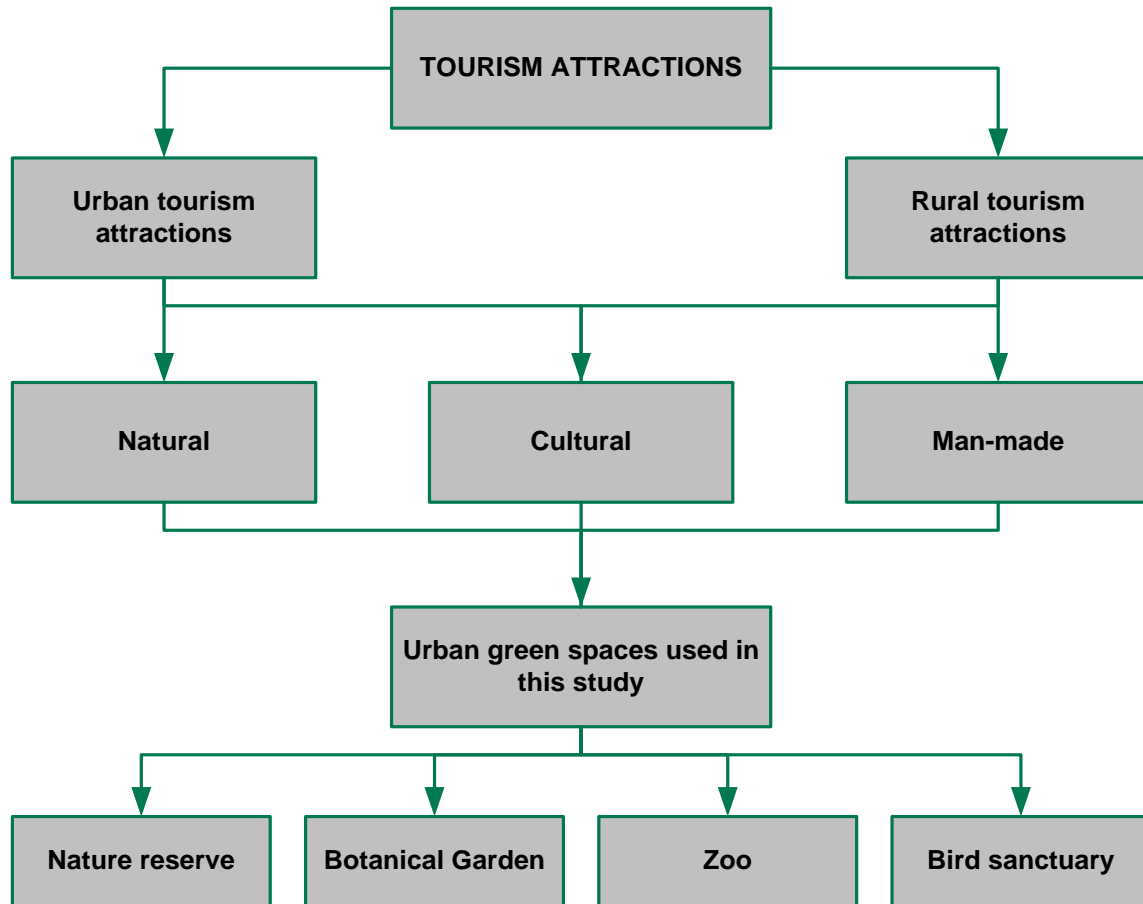 TOURISM ATTRACTIONS
Urban tourism
attractions
Rural tourism
attractions
Natural
Cultural
Man-made
Urban green spaces used in
this study
Nature reserve
Botanical Garden
Zoo
Bird sanctuary